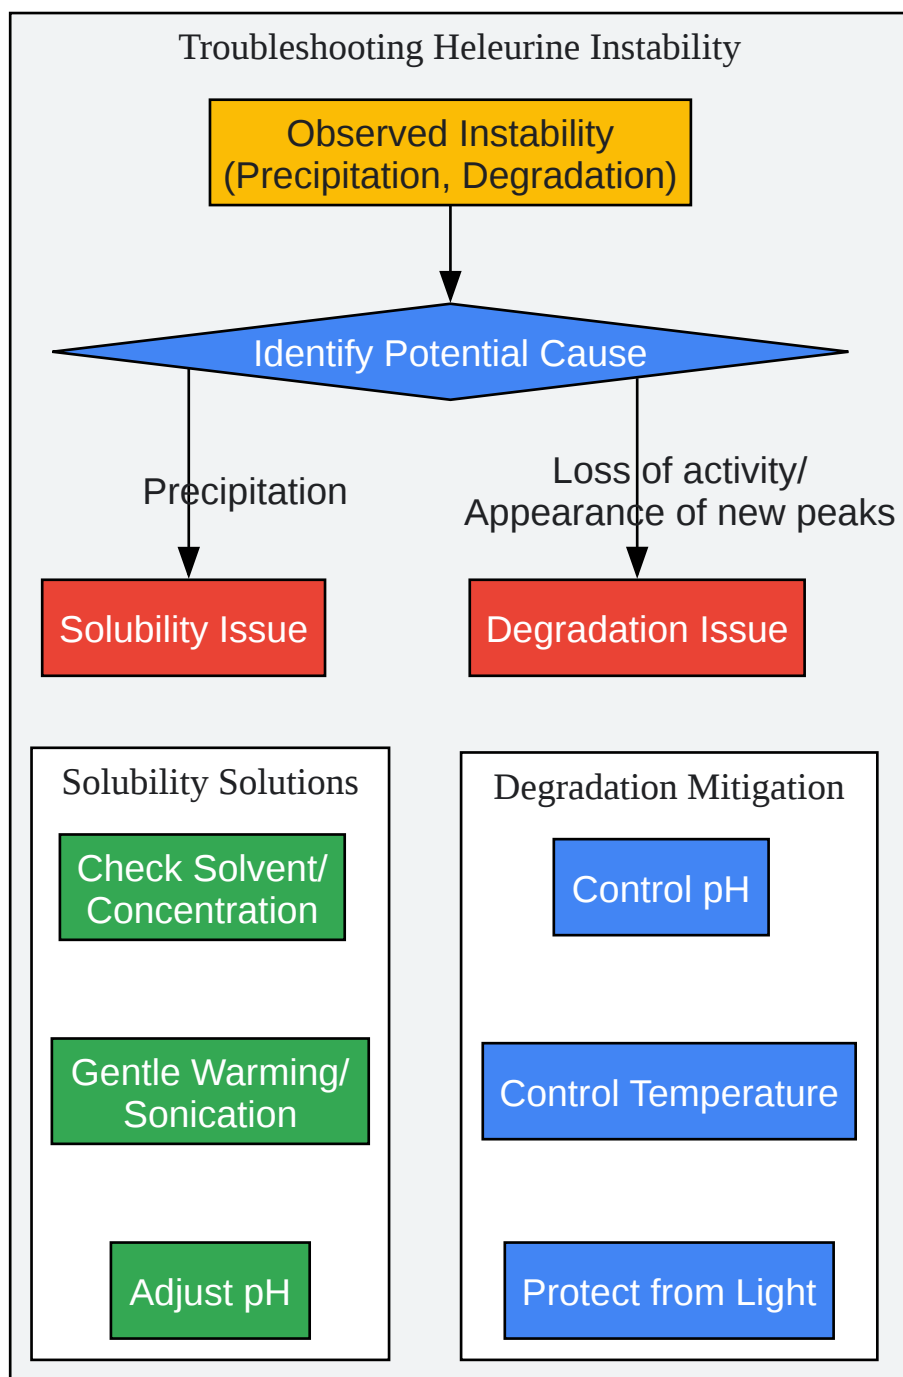 Troubleshooting Heleurine Instability
Observed Instability
(Precipitation, Degradation)
Identify Potential Cause
Precipitation
Loss of activity/
Appearance of new peaks
Solubility Issue
Degradation Issue
Solubility Solutions
Check Solvent/
Concentration
Gentle Warming/
Sonication
Adjust pH
Degradation Mitigation
Control pH
Control Temperature
Protect from Light